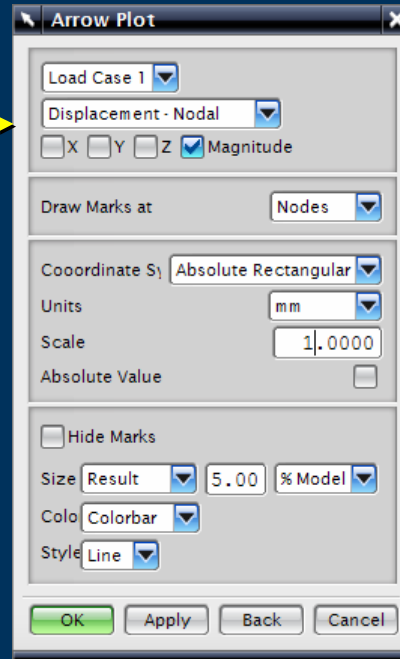 Arrow Plot
Load Case 1
Displacement - Nodal
X Y Z Magnitude
Draw Marks at Nodes
Cooordinate Sy Absolute Rectangular
Units mm
Scale 1.0000
Absolute Value
Hide Marks
Size Result 5.00 % Model
Colo Colorbar
Style Line
OK Apply Back Cancel